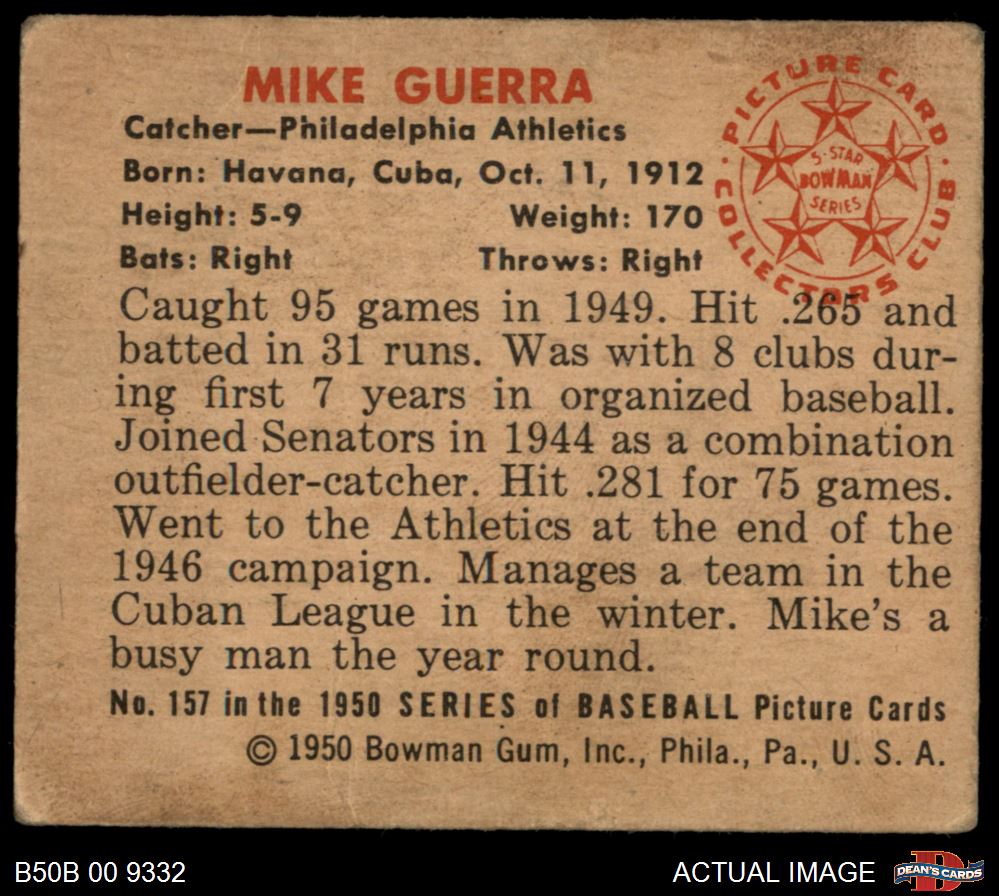 MIKE GUERRA
Catcher—Philadelphia Athletics
Born: Havana, Cuba, Oct. 11, 1912
Height: 5-9 Weight: 170
Bats: Right Throws: Right
PICTURE CARD COLLECTORS CLUB
5-STAR
BOWMAN
SERIES
Caught 95 games in 1949. Hit .265 and
batted in 31 runs. Was with 8 clubs dur-
ing first 7 years in organized baseball.
Joined Senators in 1944 as a combination
outfielder-catcher. Hit .281 for 75 games.
Went to the Athletics at the end of the
1946 campaign. Manages a team in the
Cuban League in the winter. Mike's a
busy man the year round.
No. 157 in the 1950 SERIES of BASEBALL Picture Cards
© 1950 Bowman Gum, Inc., Phila., Pa., U. S. A.
B50B 00 9332 ACTUAL IMAGE DEAN'S CARDS